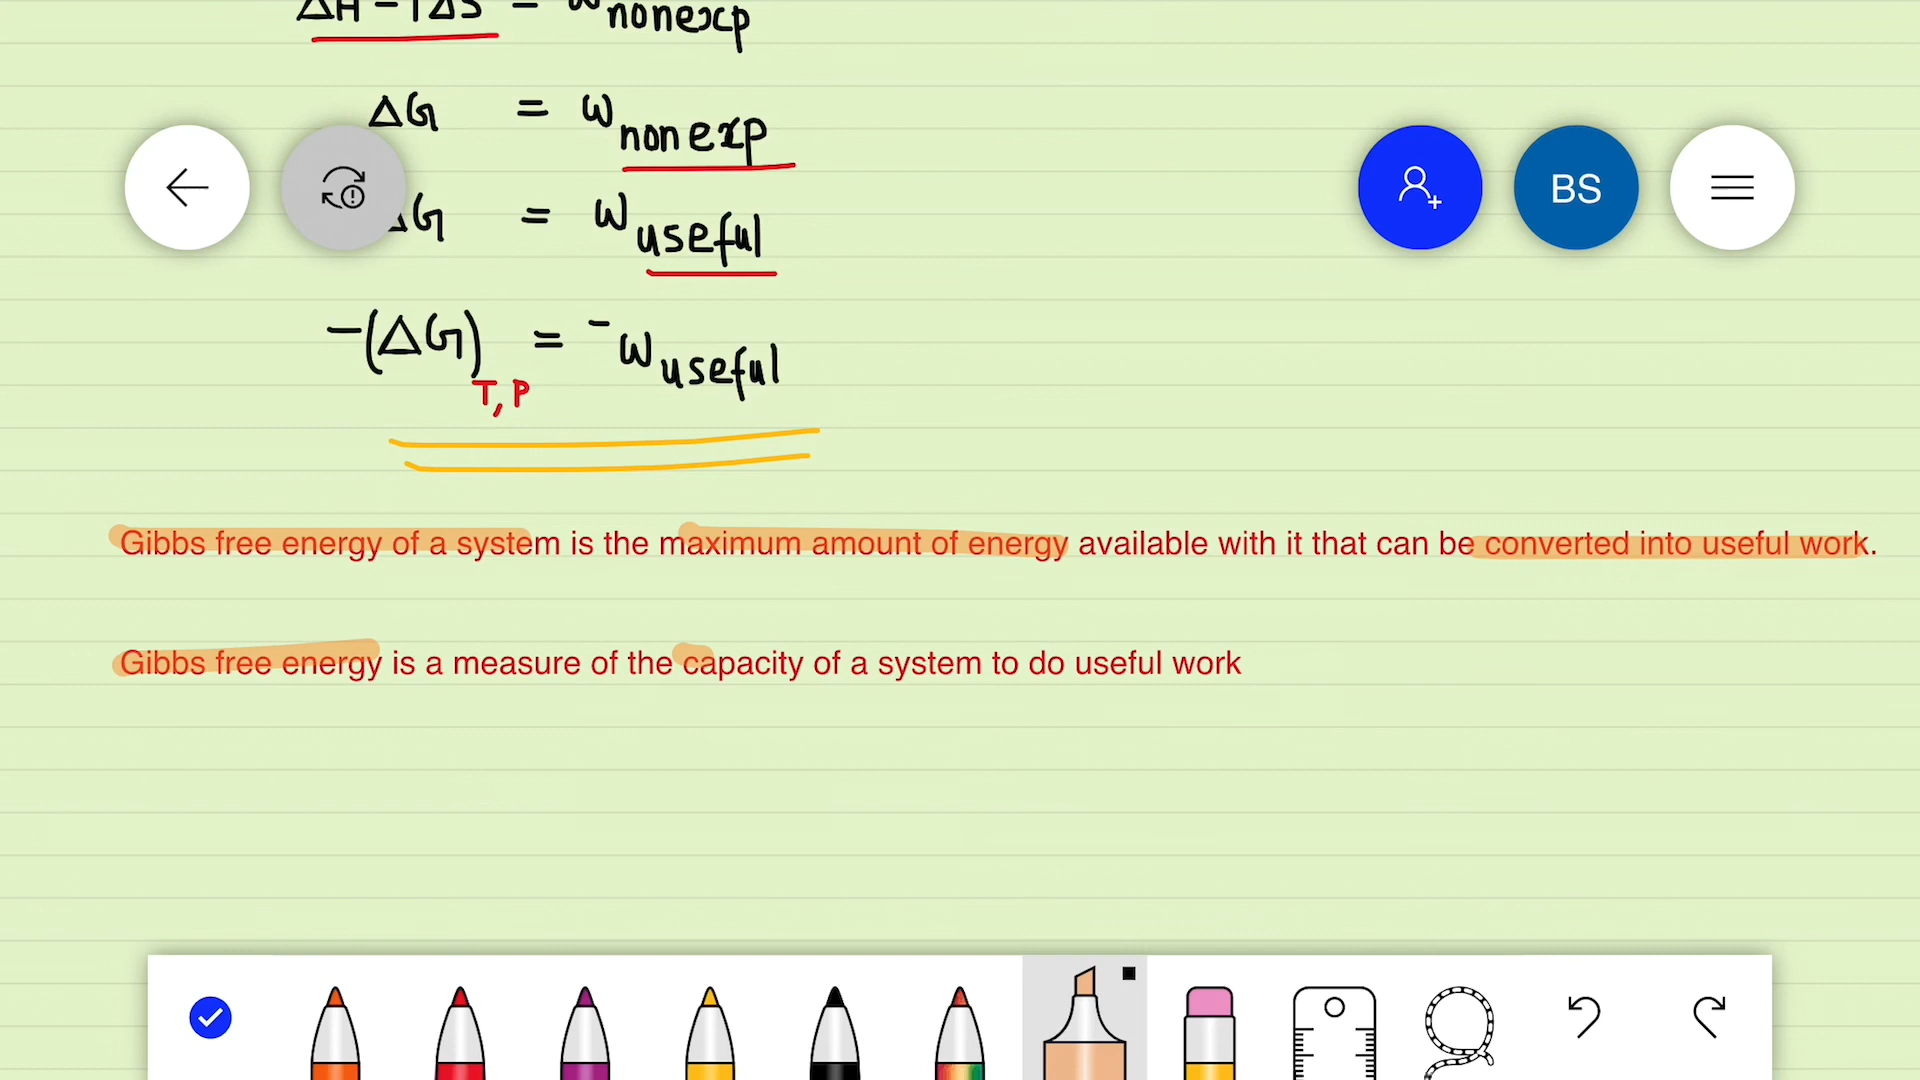 ΔH - TΔS = w nonexp
ΔG = w nonexp
ΔG = w useful
-(ΔG) T, P = -w useful
BS
Gibbs free energy of a system is the maximum amount of energy available with it that can be converted into useful work.
Gibbs free energy is a measure of the capacity of a system to do useful work